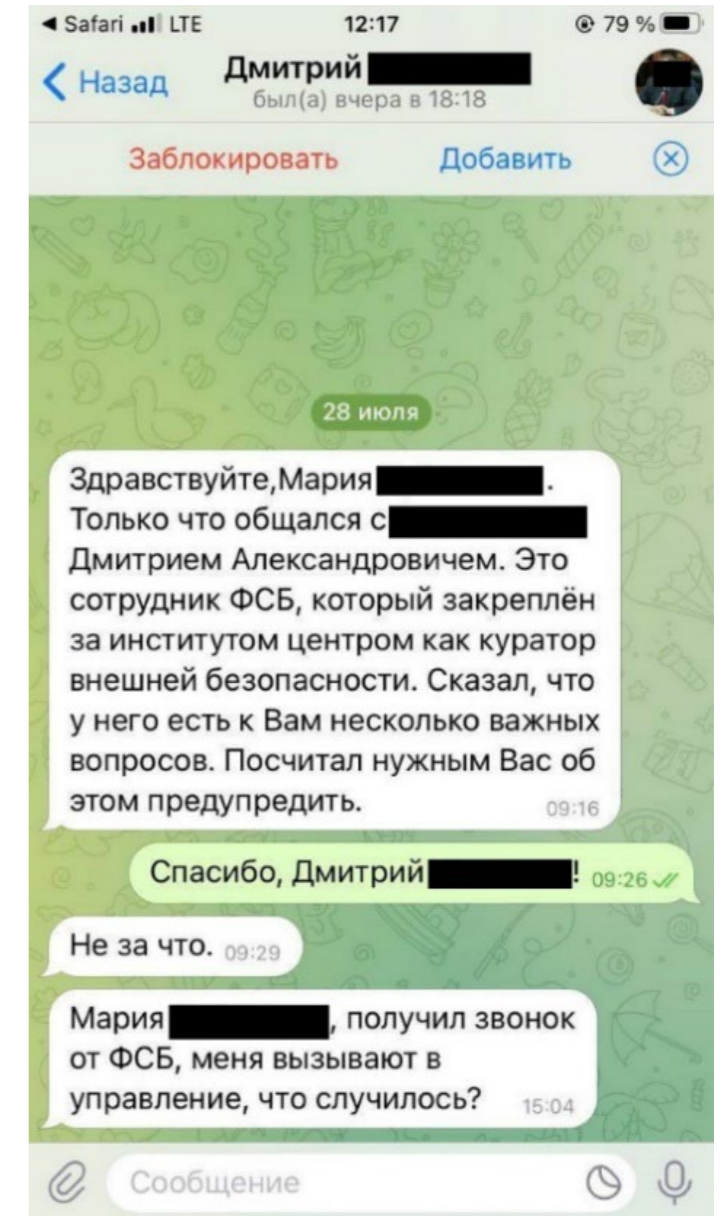 Safari LTE 12:17 79 %
Назад Дмитрий
был(а) вчера в 18:18
Заблокировать Добавить
28 июля
Здравствуйте,Мария .
Только что общался с
Дмитрием Александровичем. Это
сотрудник ФСБ, который закреплён
за институтом центром как куратор
внешней безопасности. Сказал, что
у него есть к Вам несколько важных
вопросов. Посчитал нужным Вас об
этом предупредить. 09:16
Спасибо, Дмитрий ! 09:26
Не за что. 09:29
Мария , получил звонок
от ФСБ, меня вызывают в
управление, что случилось? 15:04
Сообщение